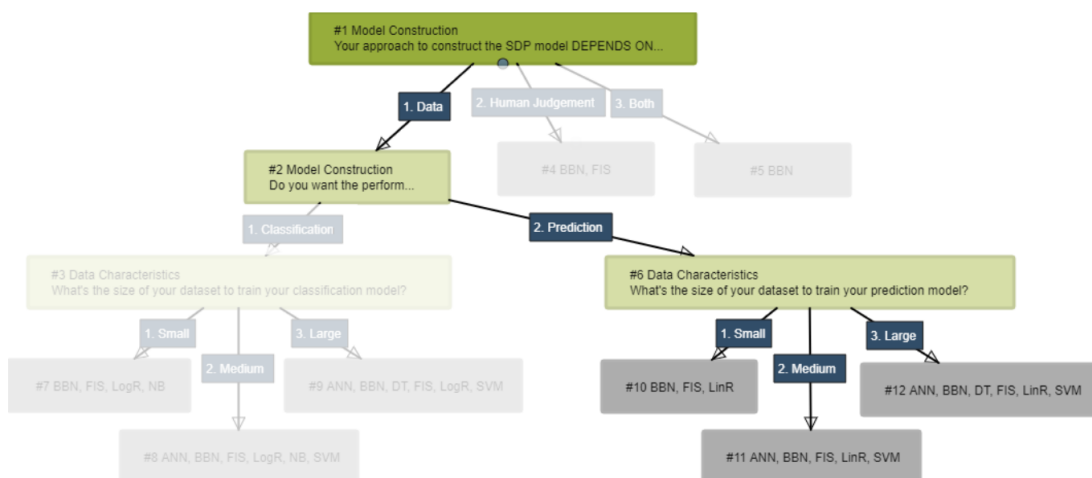 #1 Model Construction
Your approach to construct the SDP model DEPENDS ON...
1. Data
2. Human Judgement
3. Both
#2 Model Construction
Do you want the perform...
#4 BBN, FIS
#5 BBN
1. Classification
2. Prediction
#3 Data Characteristics
What's the size of your dataset to train your classification model?
#6 Data Characteristics
What's the size of your dataset to train your prediction model?
1. Small
2. Medium
3. Large
1. Small
2. Medium
3. Large
#7 BBN, FIS, LogR, NB
#9 ANN, BBN, DT, FIS, LogR, SVM
#10 BBN, FIS, LinR
#12 ANN, BBN, DT, FIS, LinR, SVM
#8 ANN, BBN, FIS, LogR, NB, SVM
#11 ANN, BBN, FIS, LinR, SVM